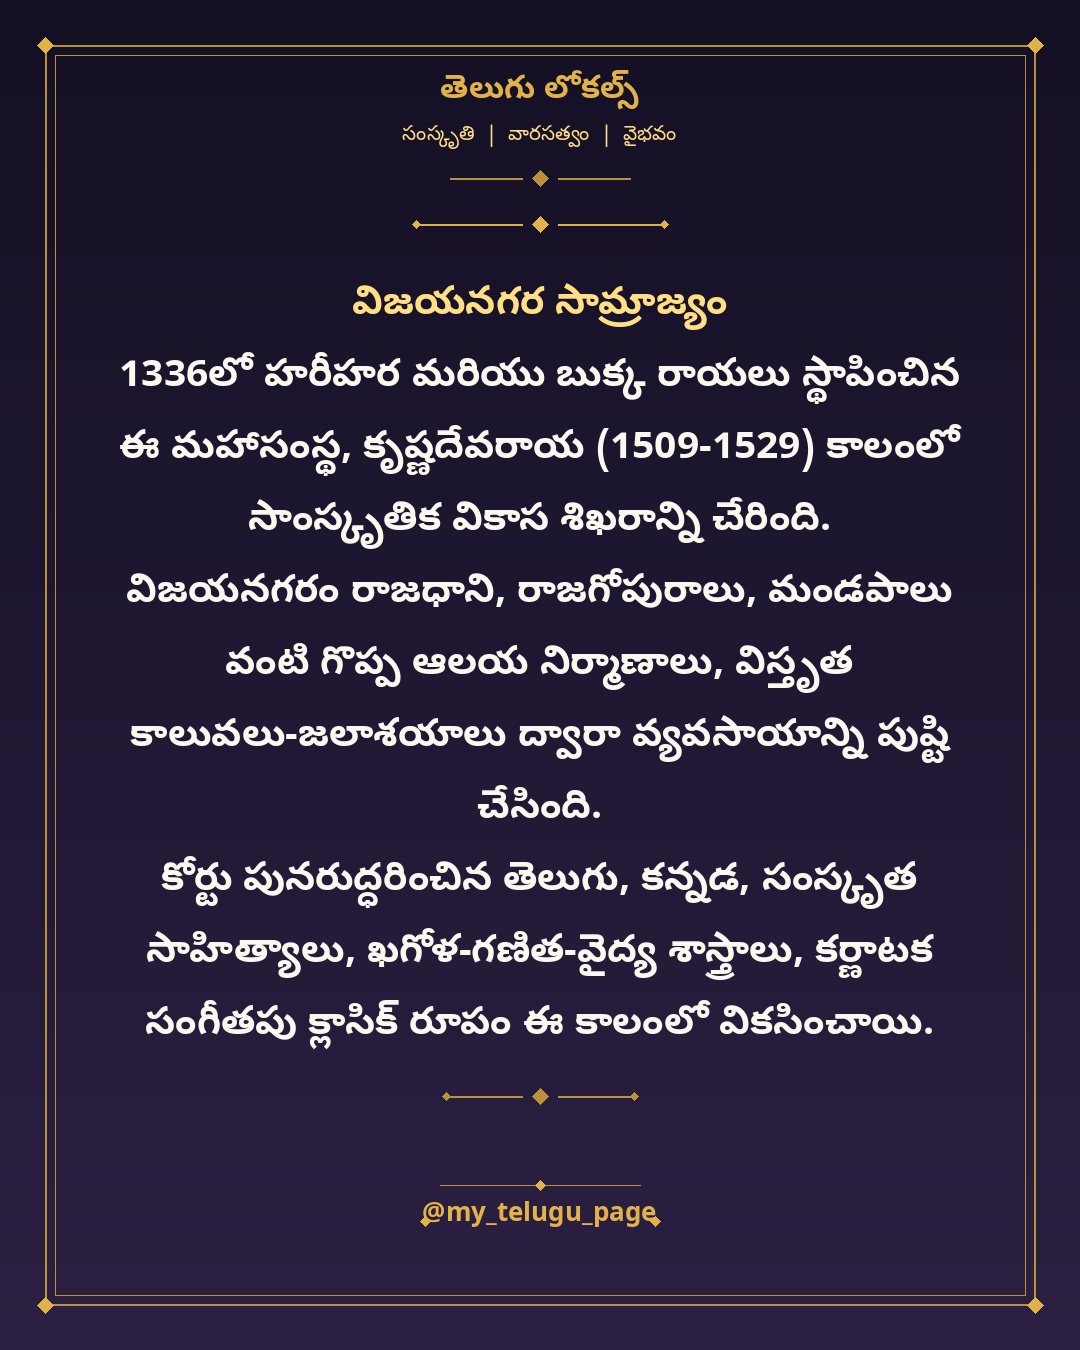 తెలుగు లోకల్స్
సంస్కృతి | వారసత్వం | వైభవం
విజయనగర సామ్రాజ్యం
1336లో హరీహర మరియు బుక్క రాయలు స్థాపించిన
ఈ మహాసంస్థ, కృష్ణదేవరాయ (1509-1529) కాలంలో
సాంస్కృతిక వికాస శిఖరాన్ని చేరింది.
విజయనగరం రాజధాని, రాజగోపురాలు, మండపాలు
వంటి గొప్ప ఆలయ నిర్మాణాలు, విస్తృత
కాలువలు-జలాశయాలు ద్వారా వ్యవసాయాన్ని పుష్టి
చేసింది.
కోర్టు పునరుద్ధరించిన తెలుగు, కన్నడ, సంస్కృత
సాహిత్యాలు, ఖగోళ-గణిత-వైద్య శాస్త్రాలు, కర్ణాటక
సంగీతపు క్లాసిక్ రూపం ఈ కాలంలో వికసించాయి.
@my_telugu_page